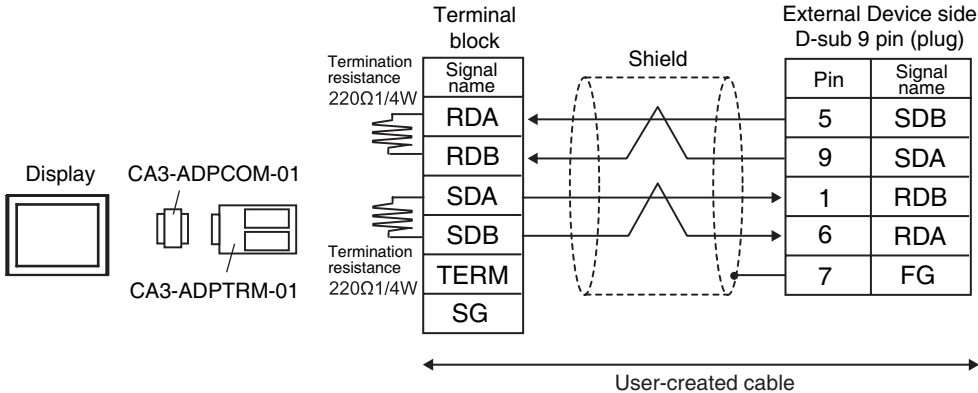 Display
CA3-ADPCOM-01
CA3-ADPTRM-01
Termination
resistance
220Ω1/4W
Termination
resistance
220Ω1/4W
Terminal
block
Signal
name
RDA
RDB
SDA
SDB
TERM
SG
Shield
External Device side
D-sub 9 pin (plug)
Pin Signal
name
5 SDB
9 SDA
1 RDB
6 RDA
7 FG
User-created cable